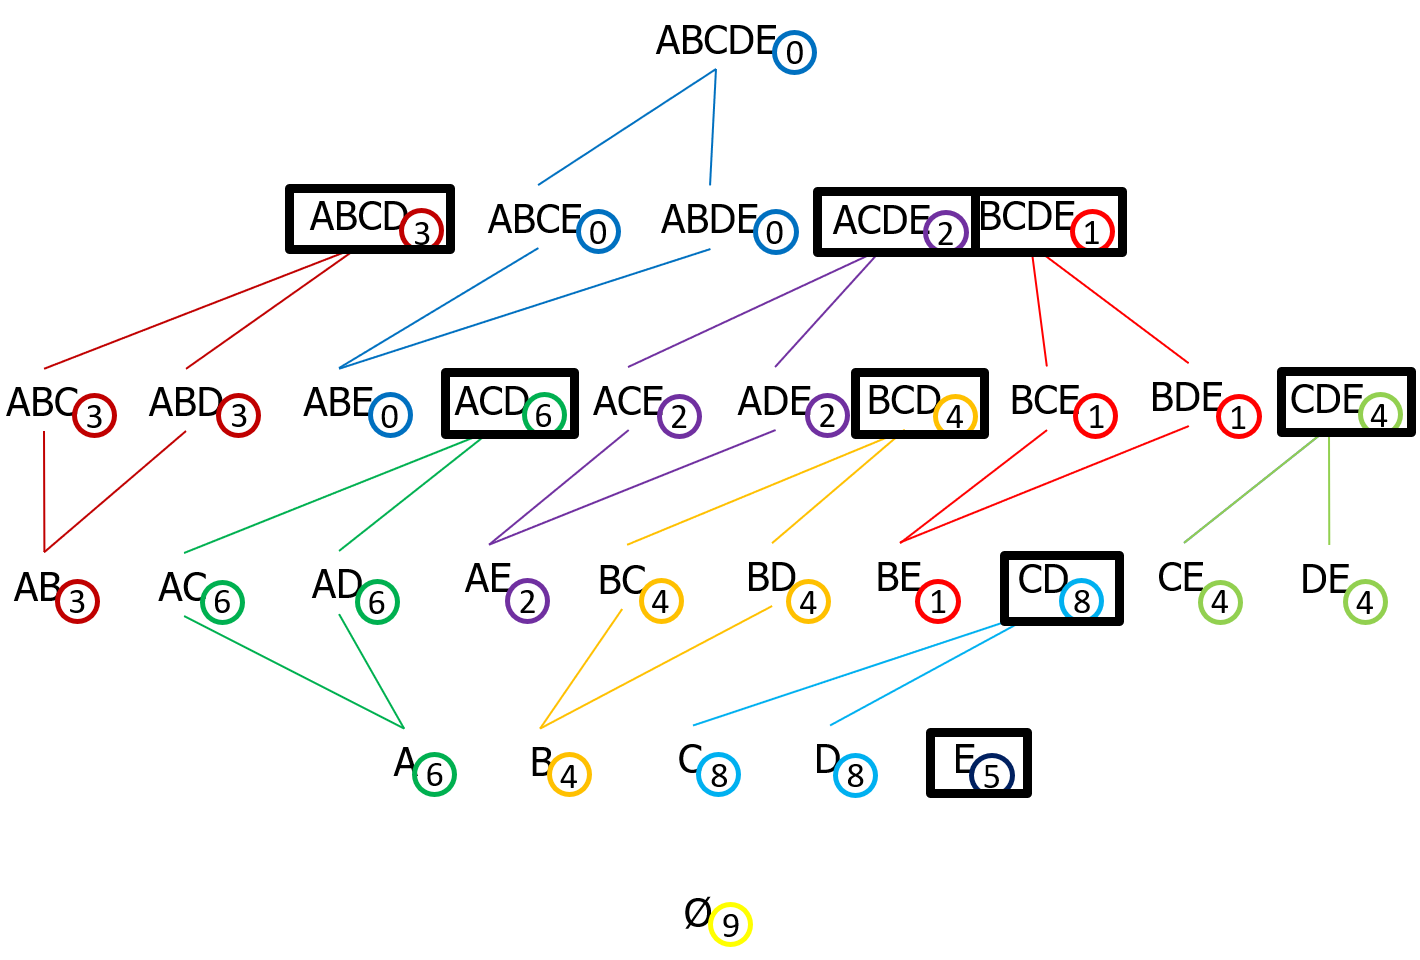 ABCDE 0
ABCD 3 ABCE 0 ABDE 0 ACDE 2 BCDE 1
ABC 3 ABD 3 ABE 0 ACD 6 ACE 2 ADE 2 BCD 4 BCE 1 BDE 1 CDE 4
AB 3 AC 6 AD 6 AE 2 BC 4 BD 4 BE 1 CD 8 CE 4 DE 4
A 6 B 4 C 8 D 8 E 5
Ø 9